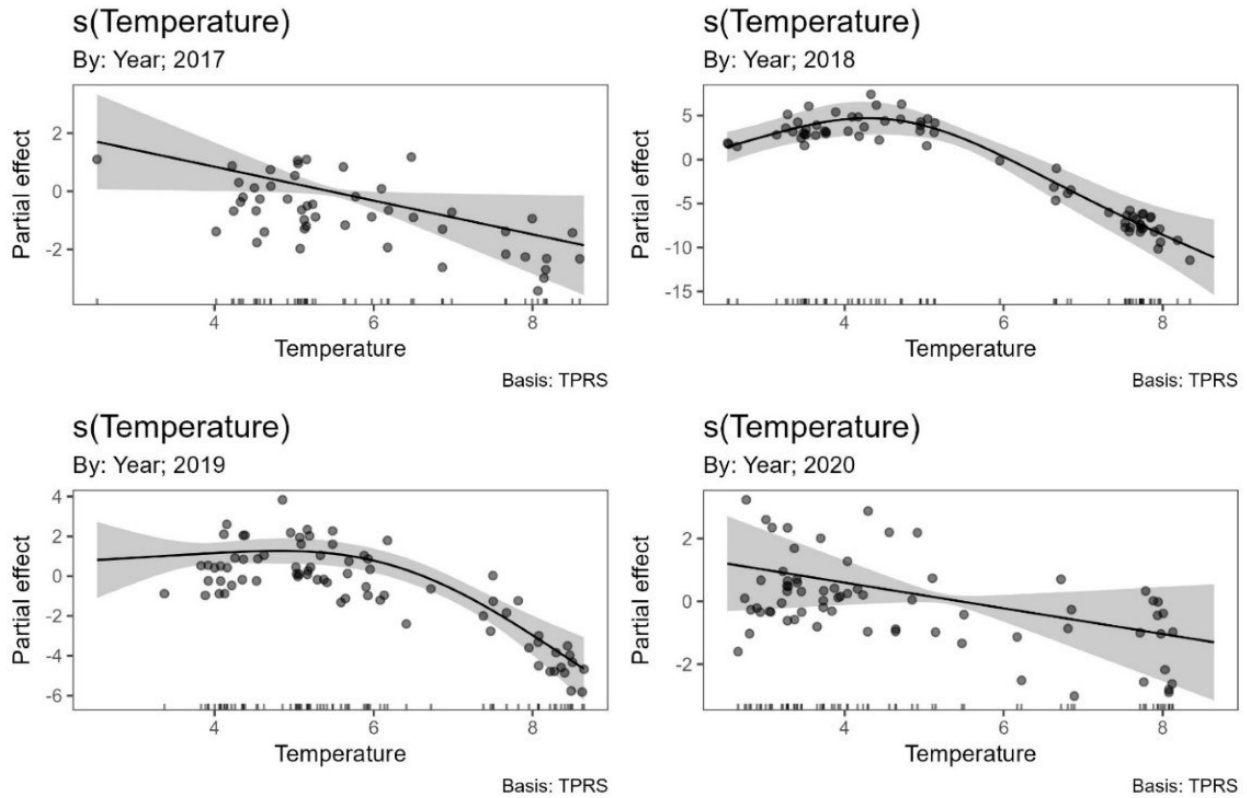 s(Temperature)
By: Year; 2017
Partial effect
2
0
-2
4
6
8
Temperature
Basis: TPRS
s(Temperature)
By: Year; 2018
Partial effect
5
0
-5
-10
-15
4
6
8
Temperature
Basis: TPRS
s(Temperature)
By: Year; 2019
Partial effect
4
2
0
-2
-4
-6
4
6
8
Temperature
Basis: TPRS
s(Temperature)
By: Year; 2020
Partial effect
2
0
-2
4
6
8
Temperature
Basis: TPRS